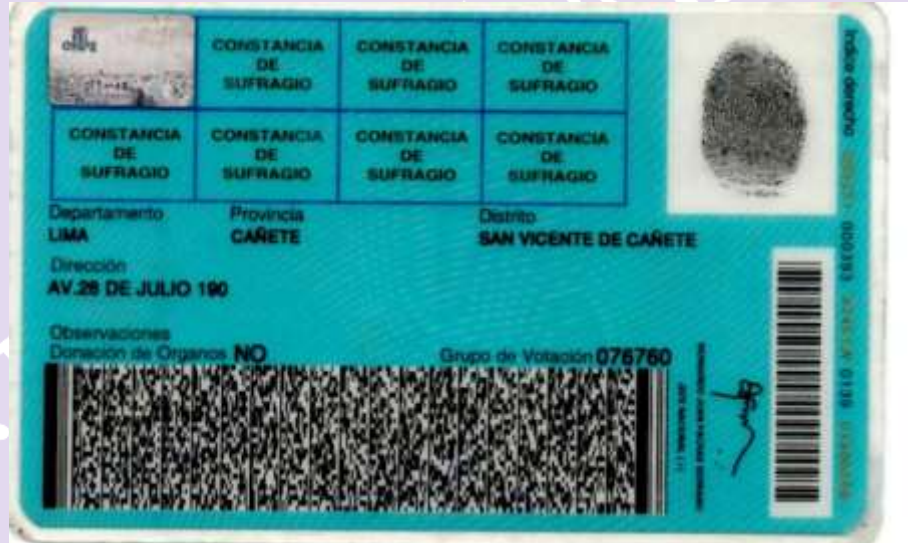 ONPE
CONSTANCIA DE SUFRAGIO
CONSTANCIA DE SUFRAGIO
CONSTANCIA DE SUFRAGIO
CONSTANCIA DE SUFRAGIO
CONSTANCIA DE SUFRAGIO
CONSTANCIA DE SUFRAGIO
CONSTANCIA DE SUFRAGIO
Indice derecho
Departamento Provincia Distrito
LIMA CAÑETE SAN VICENTE DE CAÑETE
Dirección
AV.28 DE JULIO 190
Observaciones
Donación de Organos NO Grupo de Votación 076760